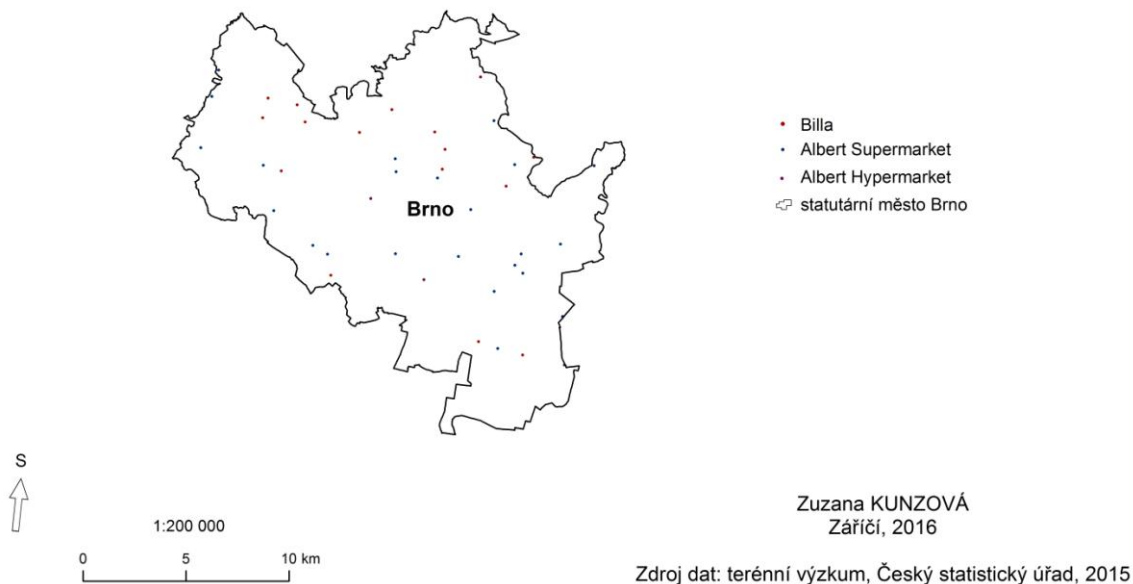 Billa
Albert Supermarket
Albert Hypermarket
statutární město Brno
Brno
S
1:200 000
0 5 10 km
Zuzana KUNZOVÁ
Záříčí, 2016
Zdroj dat: terénní výzkum, Český statistický úřad, 2015